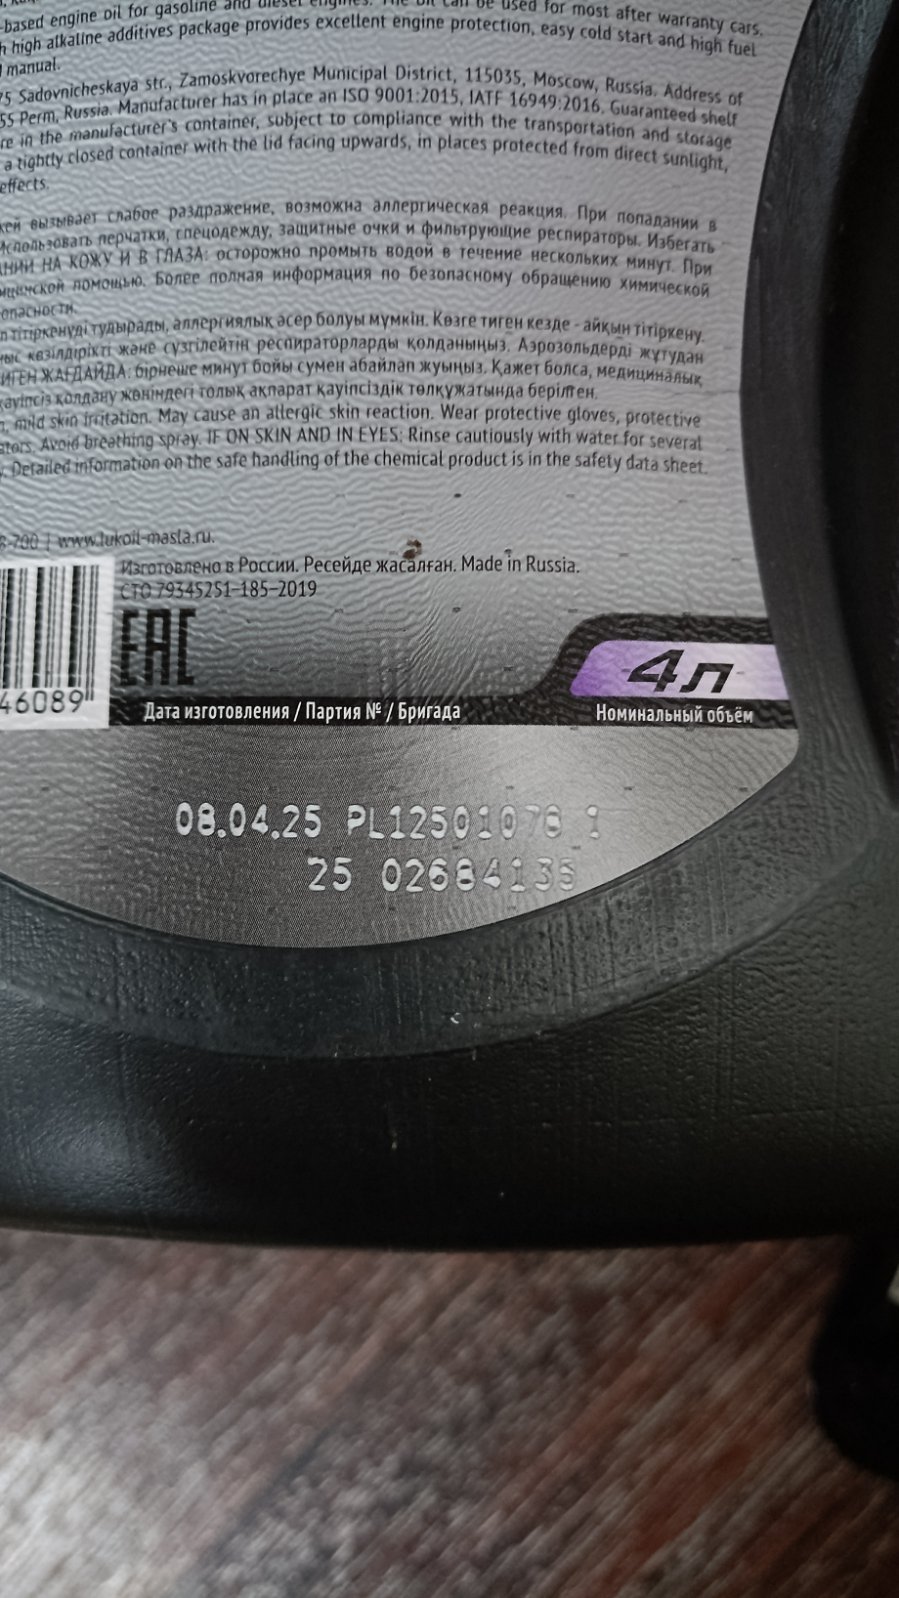 -based engine oil for gasoline and diesel engines. The oil can be used for most after warranty cars.
h high alkaline additives package provides excellent engine protection, easy cold start and high fuel
manual.
75 Sadovnicheskaya str., Zamoskvorechye Municipal District, 115035, Moscow, Russia. Address of
55 Perm, Russia. Manufacturer has in place an ISO 9001:2015, IATF 16949:2016. Guaranteed shelf
re in the manufacturer's container, subject to compliance with the transportation and storage
a tightly closed container with the lid facing upwards, in places protected from direct sunlight,
effects.
жей вызывает слабое раздражение, возможна аллергическая реакция. При попадании в
Использовать перчатки, спецодежду, защитные очки и фильтрующие респираторы. Избегать
АНИИ НА КОЖУ И В ГЛАЗА: осторожно промыть водой в течение нескольких минут. При
ицинской помощью. Более полная информация по безопасному обращению химической
опасности.
тітіркенуді тудырады, аллергиялық әсер болуы мүмкін. Көзге тиген кезде - айқын тітіркену.
көзілдірікті және сүзгілейтін респираторларды қолданыңыз. Аэрозольдерді жұтудан
ИГЕН ЖАҒДАЙДА: бірнеше минут бойы сумен абайлап жуыңыз. Қажет болса, медициналық
қауіпсіз қолдану жөніндегі толық ақпарат қауіпсіздік төлқұжатында берілген.
mild skin irritation. May cause an allergic skin reaction. Wear protective gloves, protective
ators. Avoid breathing spray. IF ON SKIN AND IN EYES: Rinse cautiously with water for several
Detailed information on the safe handling of the chemical product is in the safety data sheet.
-700 | www.lukoil-masla.ru.
Изготовлено в России. Ресейде жасалған. Made in Russia.
СТО 79345251-185-2019
EAC
46089
4л
Дата изготовления / Партия № / Бригада
Номинальный объём
08.04.25 PL12501078 1
25 02684135